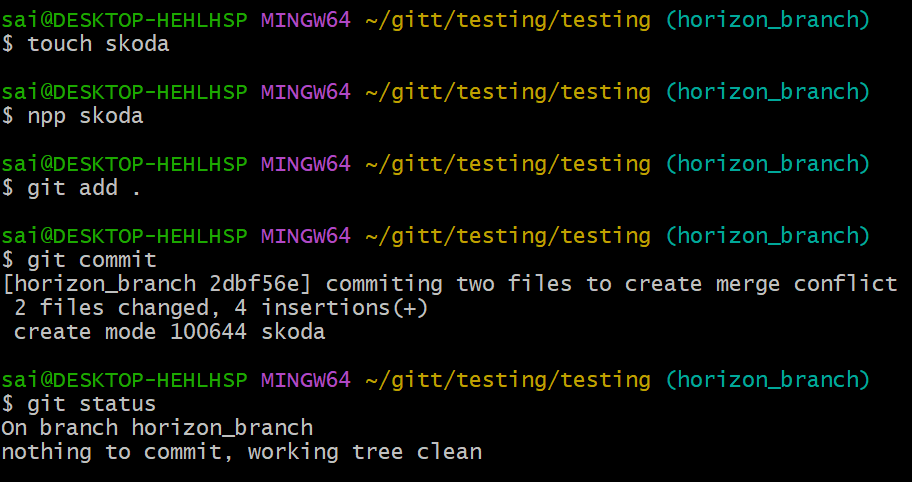 sai@DESKTOP-HEHLHSP MINGW64 ~/gitt/testing/testing (horizon_branch)
$ touch skoda
sai@DESKTOP-HEHLHSP MINGW64 ~/gitt/testing/testing (horizon_branch)
$ npp skoda
sai@DESKTOP-HEHLHSP MINGW64 ~/gitt/testing/testing (horizon_branch)
$ git add .
sai@DESKTOP-HEHLHSP MINGW64 ~/gitt/testing/testing (horizon_branch)
$ git commit
[horizon_branch 2dbf56e] commiting two files to create merge conflict
 2 files changed, 4 insertions(+)
 create mode 100644 skoda
sai@DESKTOP-HEHLHSP MINGW64 ~/gitt/testing/testing (horizon_branch)
$ git status
On branch horizon_branch
nothing to commit, working tree clean